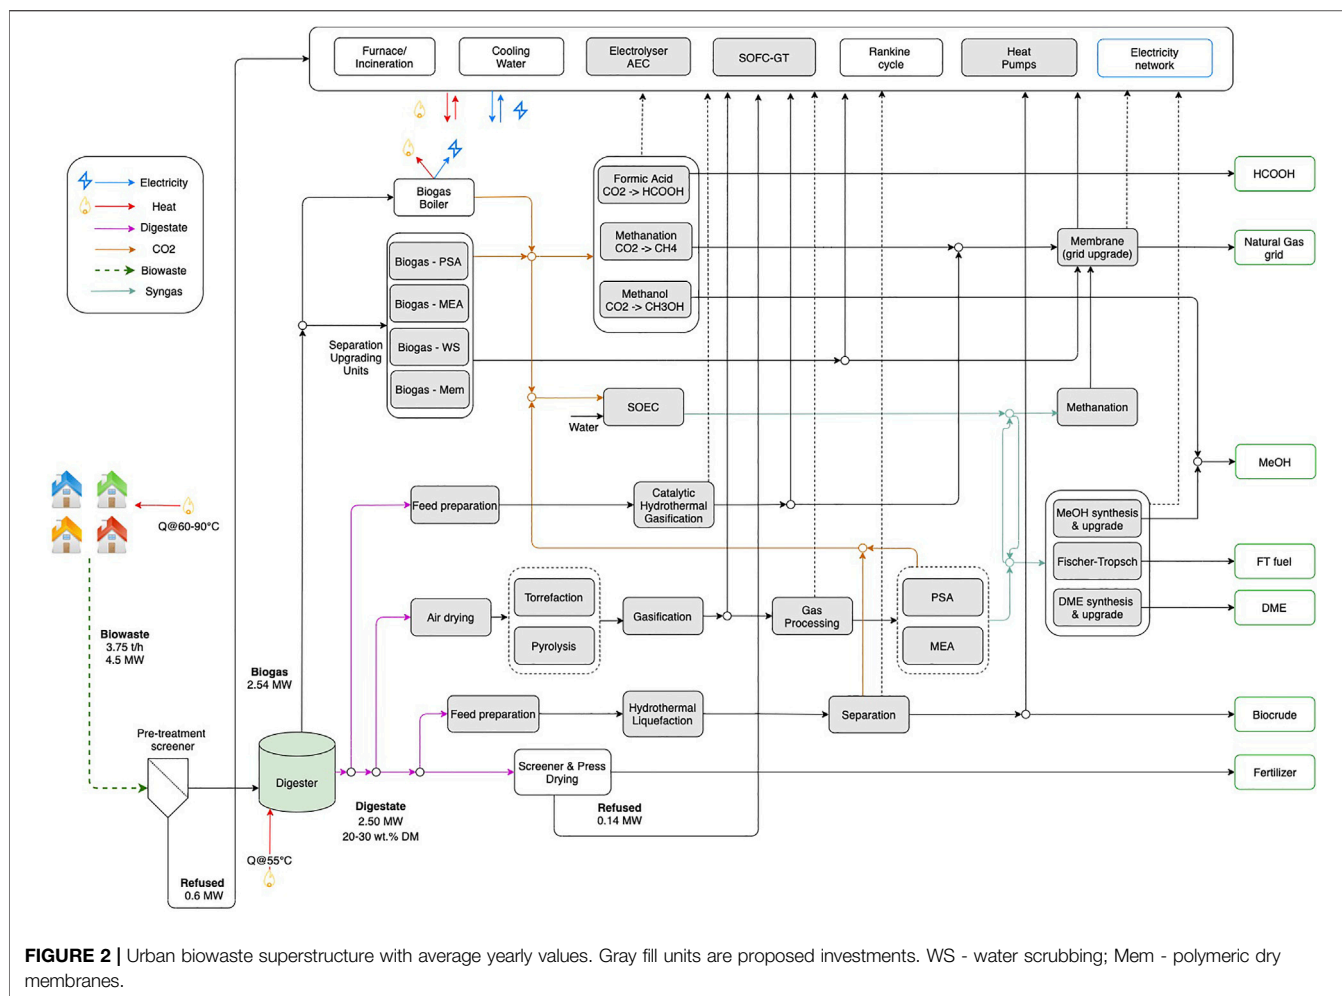 Furnace/
Incineration
Cooling
Water
Electrolyser
AEC
SOFC-GT
Rankine
cycle
Heat
Pumps
Electricity
network
Electricity
Heat
Digestate
CO2
Biowaste
Syngas
Biogas
Boiler
Formic Acid
CO2 -> HCOOH
Methanation
CO2 -> CH4
Methanol
CO2 -> CH3OH
HCOOH
Membrane
(grid upgrade)
Natural Gas
grid
Biogas - PSA
Biogas - MEA
Biogas - WS
Biogas - Mem
Separation
Upgrading
Units
SOEC
Water
Methanation
MeOH
Q@60-90°C
Feed preparation
Catalytic
Hydrothermal
Gasification
MeOH synthesis
& upgrade
Fischer-Tropsch
DME synthesis
& upgrade
FT fuel
DME
Air drying
Torrefaction
Pyrolysis
Gasification
Gas
Processing
PSA
MEA
Biowaste
3.75 t/h
4.5 MW
Biogas
2.54 MW
Feed preparation
Hydrothermal
Liquefaction
Separation
Biocrude
Pre-treatment
screener
Digester
Screener & Press
Drying
Fertilizer
Digestate
2.50 MW
20-30 wt.% DM
Refused
0.14 MW
Q@55°C
Refused
0.6 MW
FIGURE 2 | Urban biowaste superstructure with average yearly values. Gray fill units are proposed investments. WS - water scrubbing; Mem - polymeric dry
membranes.